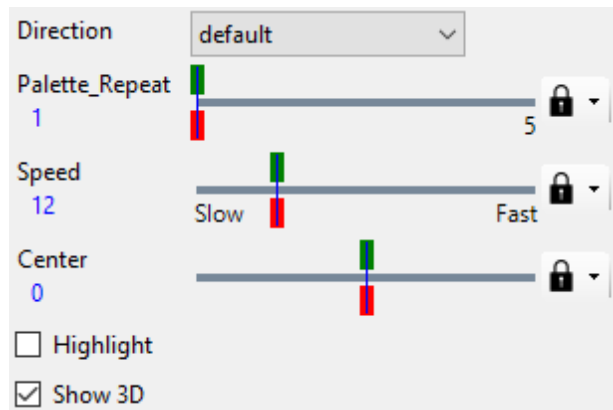 Direction
default
Palette_Repeat
1
5
Speed
12
Slow
Fast
Center
0
Highlight
Show 3D